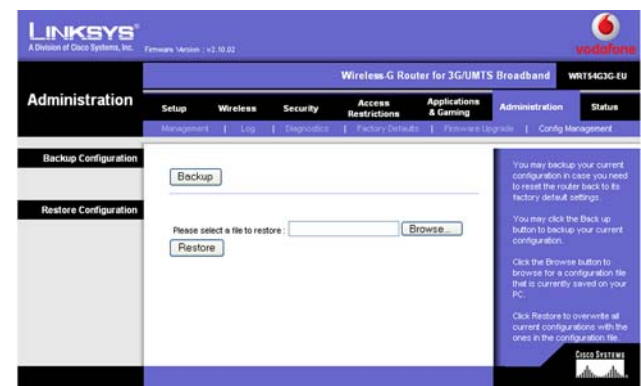 LINKSYS®
A Division of Cisco Systems, Inc.
Firmware Version : v2.10.02
vodafone
Wireless-G Router for 3G/UMTS Broadband WRT54G3G-EU
Administration
Setup Wireless Security Access Restrictions Applications & Gaming Administration Status
Management | Log | Diagnostics | Factory Defaults | Firmware Upgrade | Config Management
Backup Configuration
Backup
Restore Configuration
Please select a file to restore : Browse...
Restore
You may backup your current
configuration in case you need
to reset the router back to its
factory default settings.
You may click the Back up
button to backup your current
configuration.
Click the Browse button to
browse for a configuration file
that is currently saved on your
PC.
Click Restore to overwrite all
current configurations with the
ones in the configuration file.
CISCO SYSTEMS